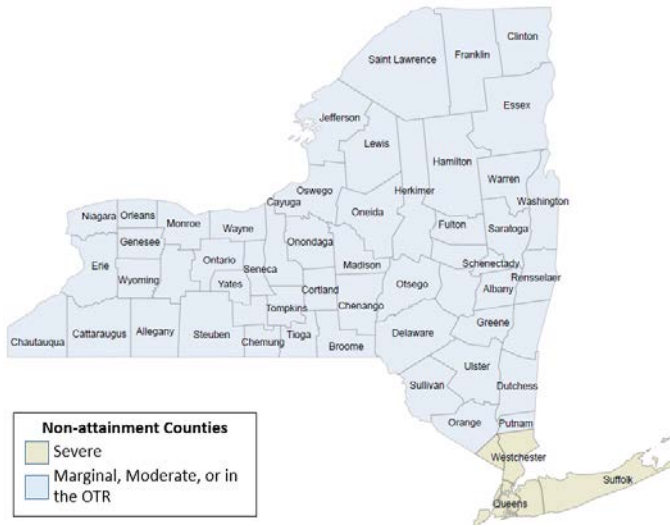 Clinton
Franklin
Saint Lawrence
Essex
Jefferson
Lewis
Hamilton
Warren
Oswego
Herkimer
Washington
Cayuga
Oneida
Niagara
Orleans
Monroe
Wayne
Fulton
Saratoga
Genesee
Onondaga
Ontario
Madison
Schenectady
Erie
Seneca
Rensselaer
Wyoming
Yates
Cortland
Otsego
Albany
Tompkins
Chenango
Greene
Chautauqua
Cattaraugus
Allegany
Steuben
Chemung
Tioga
Broome
Delaware
Ulster
Sullivan
Dutchess
Orange
Putnam
Westchester
Suffolk
Queens
Non-attainment Counties
Severe
Marginal, Moderate, or in
the OTR